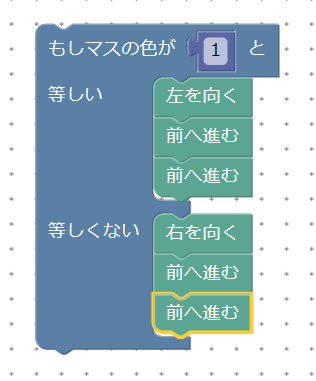 もしマスの色が 1 と
等しい 左を向く
前へ進む
前へ進む
等しくない 右を向く
前へ進む
前へ進む